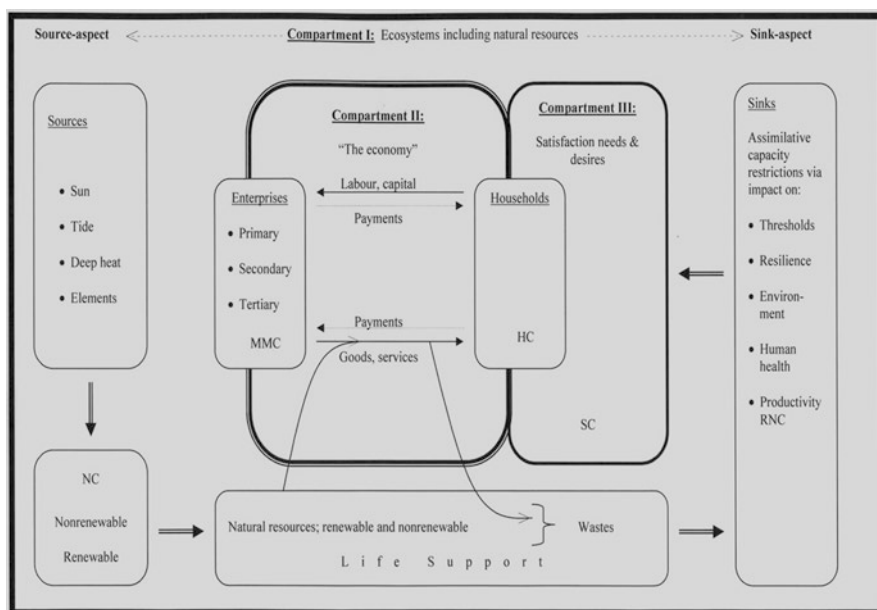 Source-aspect
Compartment I: Ecosystems including natural resources
Sink-aspect
Sources
• Sun
• Tide
• Deep heat
• Elements
Compartment II:
“The economy”
Enterprises
• Primary
• Secondary
• Tertiary
MMC
Labour, capital
Payments
Payments
Goods, services
Households
HC
Compartment III:
Satisfaction needs &
desires
SC
Sinks
Assimilative
capacity
restrictions via
impact on:
• Thresholds
• Resilience
• Environ-
ment
• Human
health
• Productivity
RNC
NC
Nonrenewable
Renewable
Natural resources; renewable and nonrenewable
Wastes
Life Support